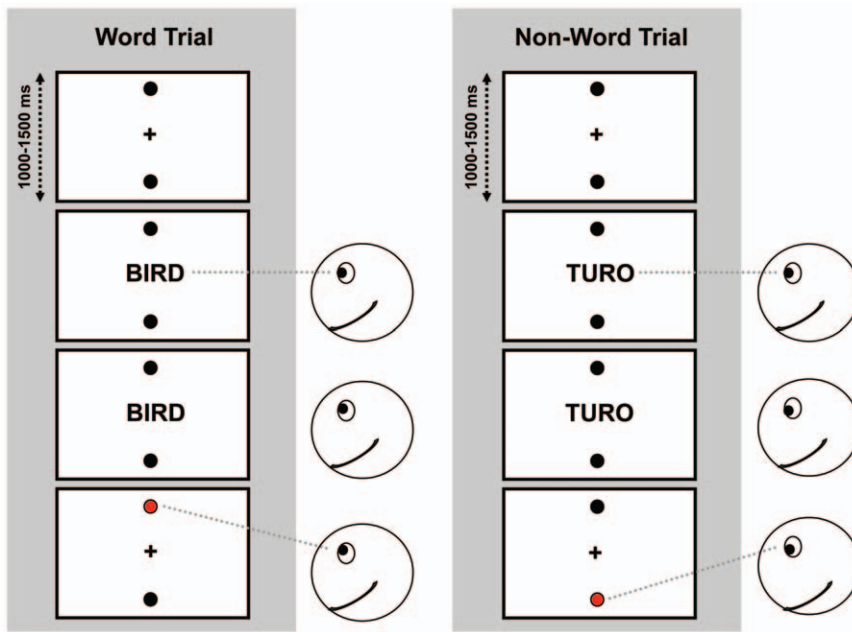 Word Trial
1000-1500 ms
+
BIRD
BIRD
+
Non-Word Trial
1000-1500 ms
+
TURO
TURO
+